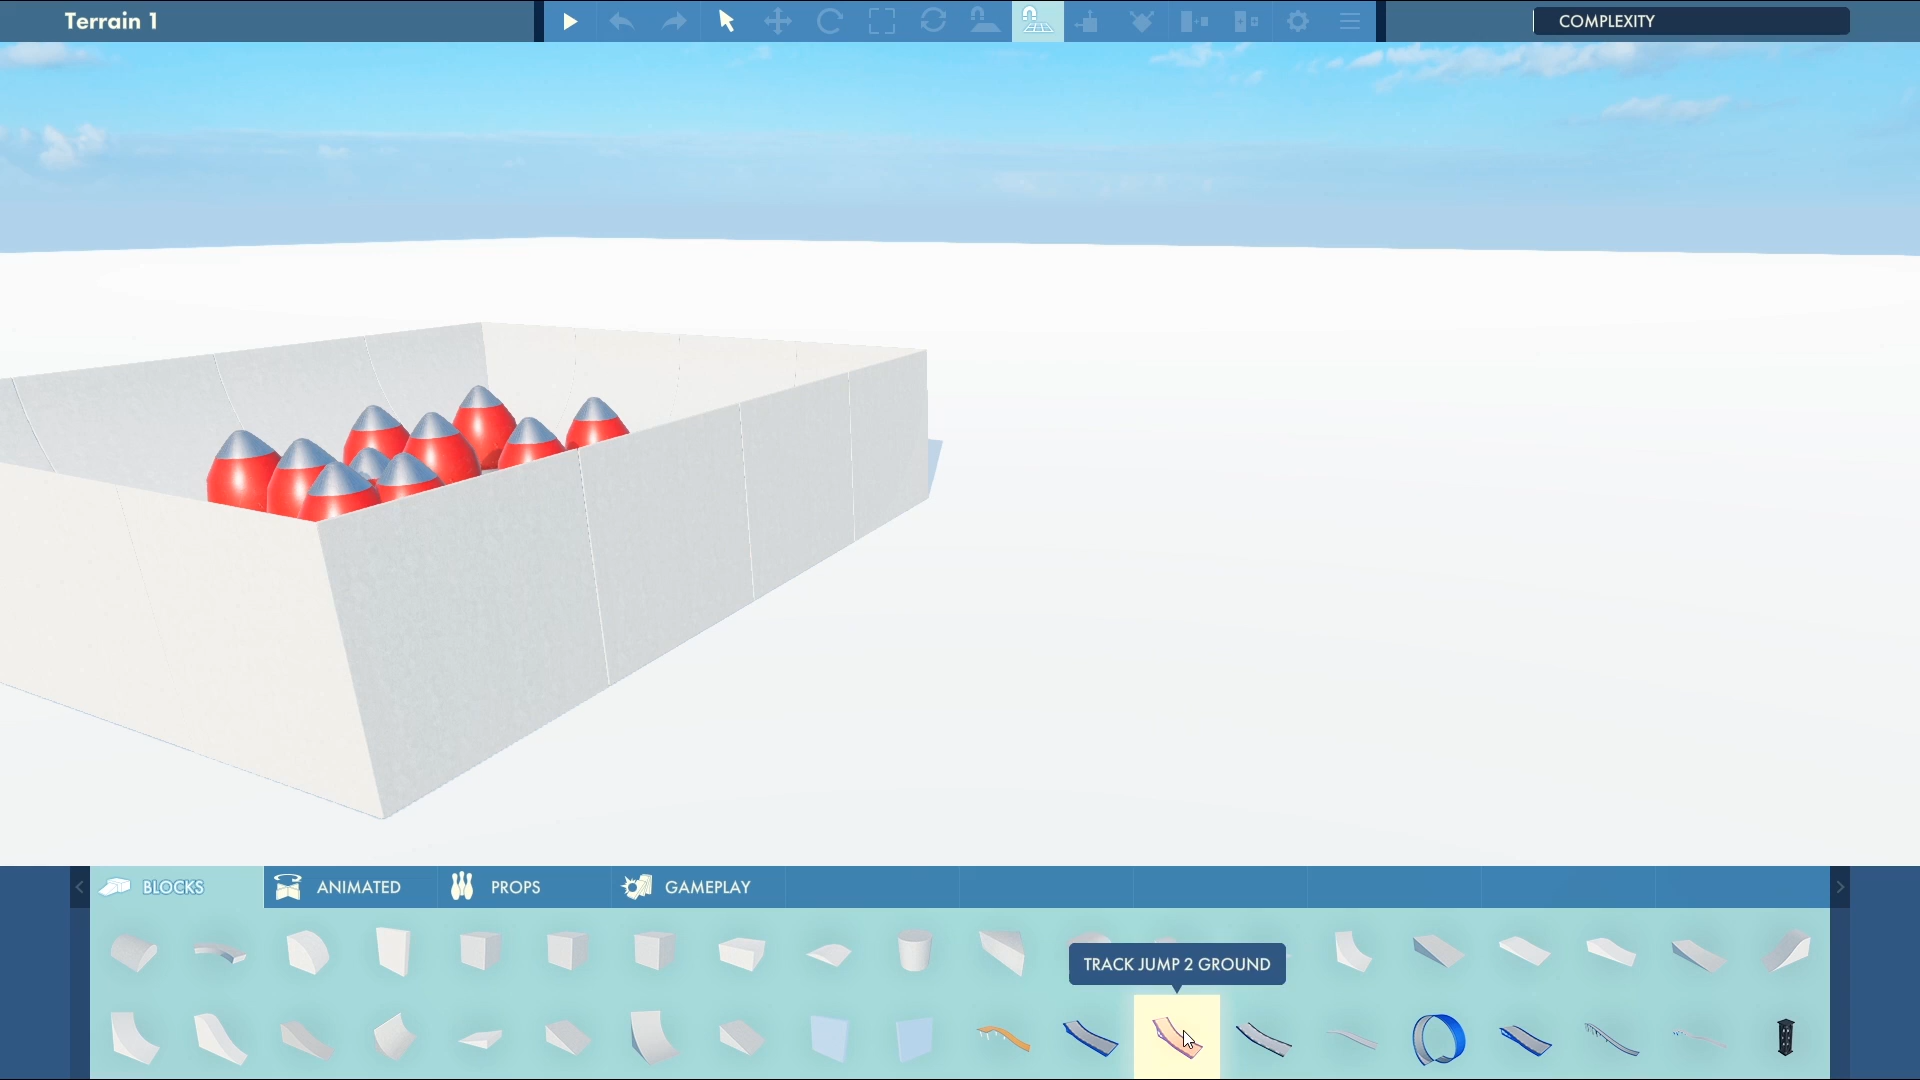 Terrain 1
COMPLEXITY
BLOCKS
ANIMATED
PROPS
GAMEPLAY
TRACK JUMP 2 GROUND